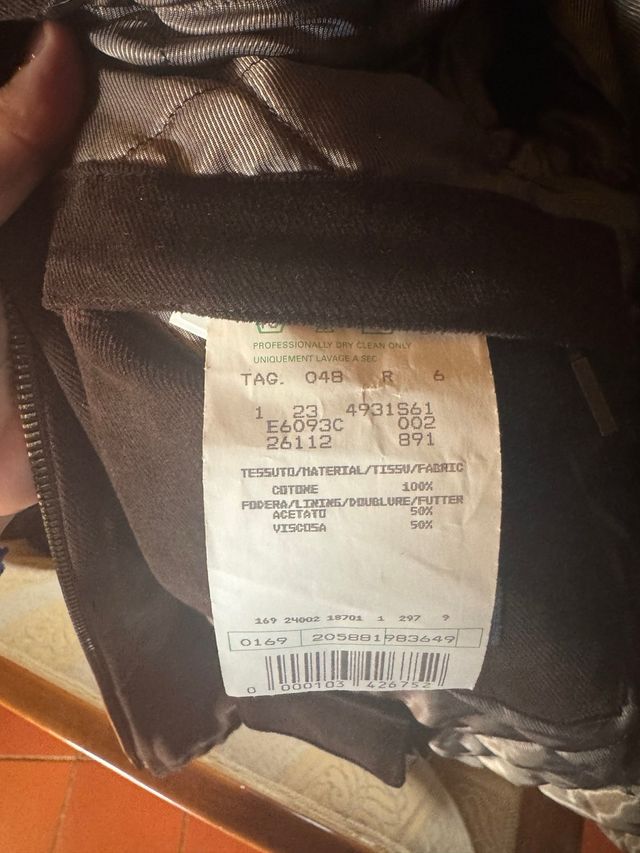 PROFESSIONALLY DRY CLEAN ONLY
UNIQUEMENT LAVAGE A SEC
TAG. 048 R 6
1 23 4931S61
E6093C 002
26112 891
TESSUTO/MATERIAL/TISSU/FABRIC
COTONE 100%
FODERA/LINING/DOUBLURE/FUTTER
ACETATO 50%
VISCOSA 50%
169 24002 18701 1 297 9
0169 205881983649
0 000103 426752